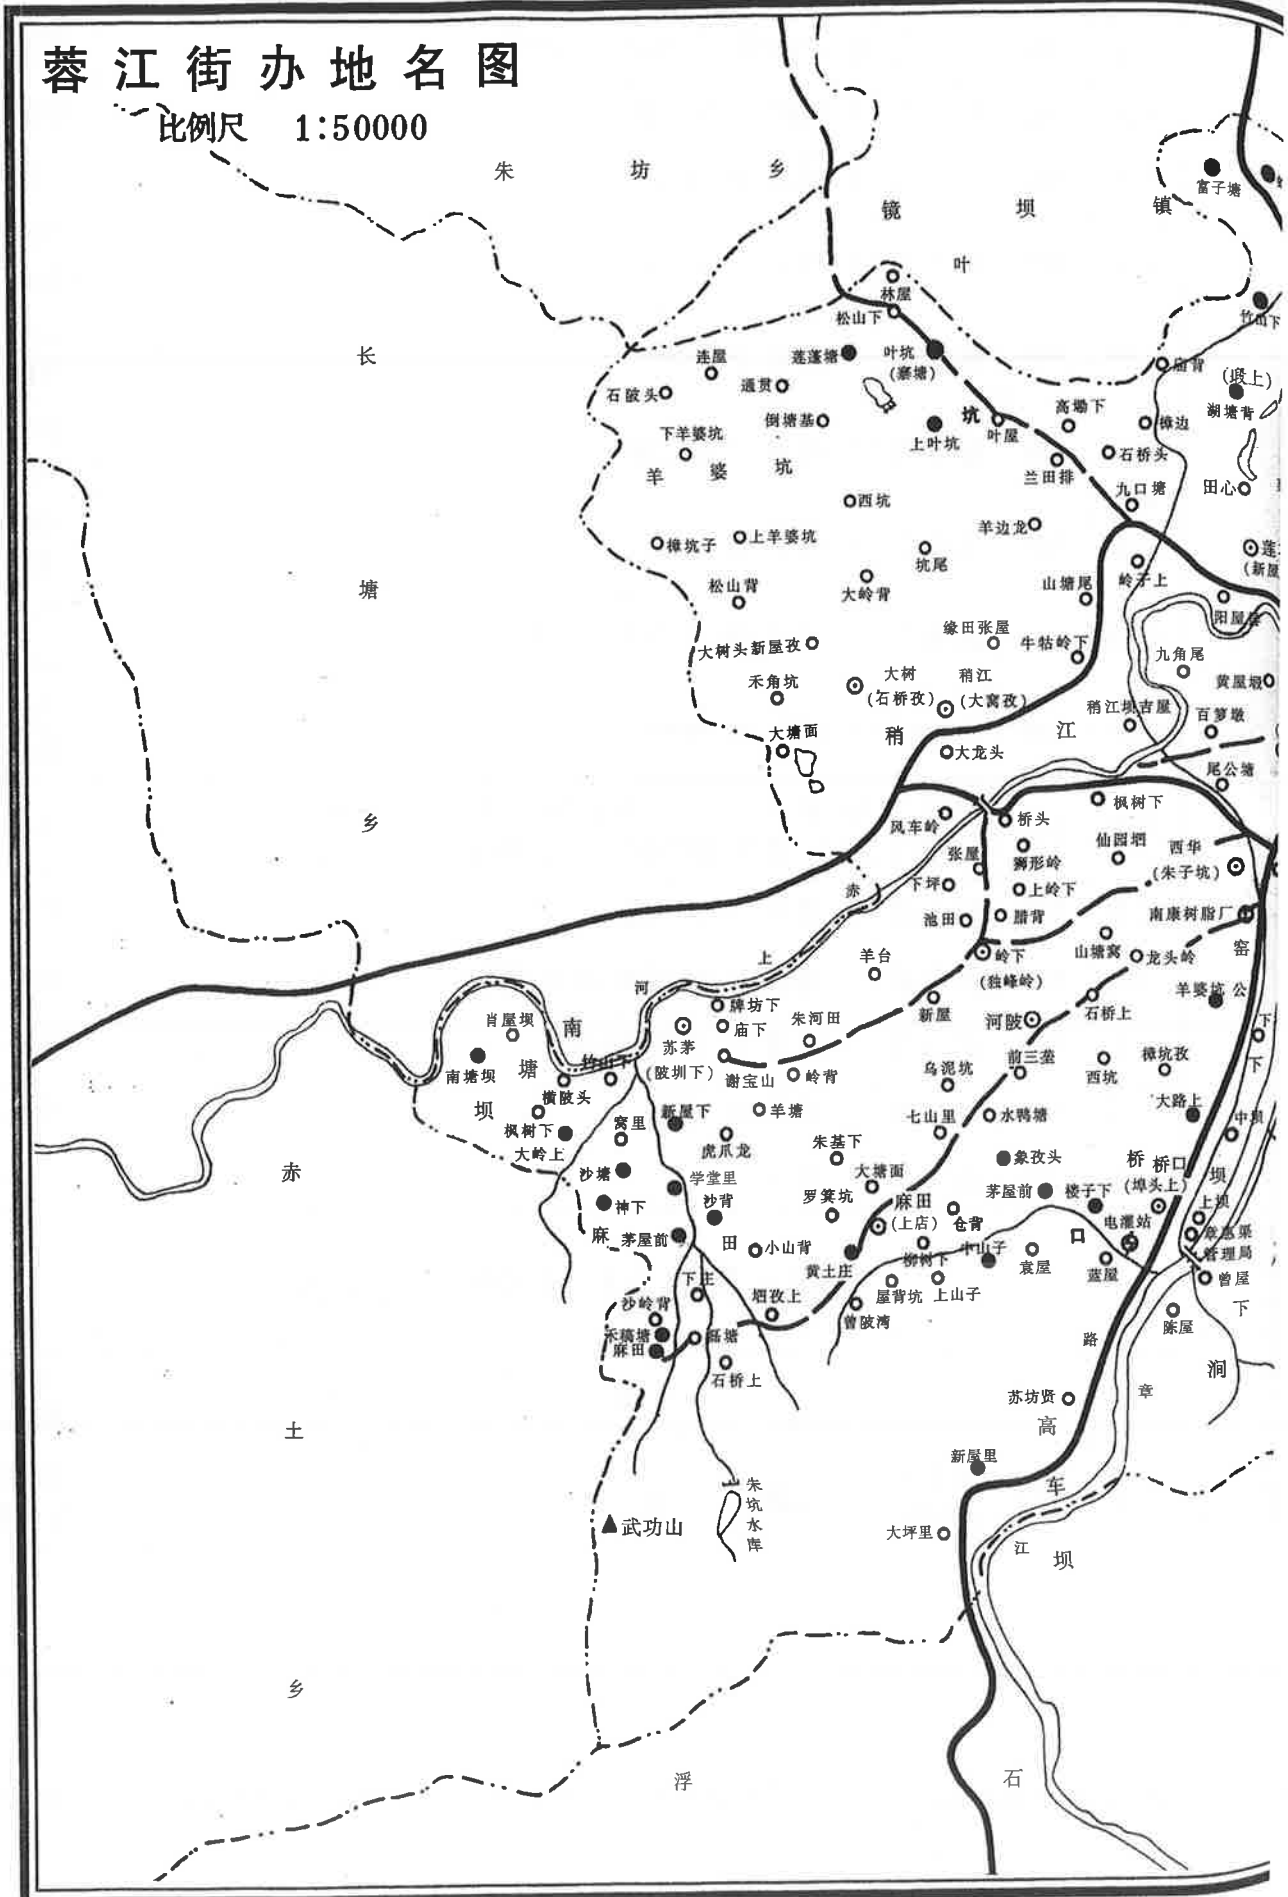 蓉江街办地名图
比例尺 1:50000
朱坊乡
镜坝镇
富子塘
叶
林屋
松山下
竹山下
长
连屋
莲蓬塘
叶坑
(寨塘)
庙背
(塅上)
石陂头
通贯
湖塘背
倒塘基
坑
高塴下
樟边
下羊婆坑
上叶坑
叶屋
石桥头
羊婆坑
兰田排
九口塘
田心
西坑
羊边龙
樟坑子
上羊婆坑
坑尾
莲
(新屋
塘
松山背
大岭背
山塘尾
岭子上
阳屋
大树头新屋孜
缘田张屋
牛牯岭下
九角尾
禾角坑
大树
(石桥孜)
稍江
(大窝孜)
黄屋塅
稍江坝吉屋
百箩墩
大塘面
稍江
大龙头
尾公塘
乡
枫树下
风车岭
桥头
张屋
狮形岭
仙园垇
西华
(朱子坑)
赤
下坪
上岭下
池田
腊背
南康树脂厂
上
羊台
岭下
(独峰岭)
山塘窝
龙头岭
窑
河
牌坊下
新屋
羊婆坑
公
肖屋坝
南
苏茅
(陂圳下)
庙下
朱河田
河陂
石桥上
下
南塘坝
塘
竹山下
谢宝山
岭背
乌泥坑
前三垄
西坑
樟坑孜
下
坝
横陂头
新屋下
羊塘
七山里
水鸭塘
大路上
枫树下
窝里
中坝
大岭上
虎爪龙
朱基下
赤
沙塘
学堂里
大塘面
象孜头
桥
桥口
(埠头上)
坝
神下
沙背
罗箕坑
麻田
(上店)
仓背
茅屋前
楼子下
上坝
麻
茅屋前
田
小山背
口
电灌站
章惠渠
管理局
黄土庄
柳树下
中山子
袁屋
蓝屋
曾屋
下庄
屋背坑
上山子
沙岭背
垇孜上
曾陂湾
陈屋
下
禾稿塘
麻田
磊塘
路
石桥上
涧
苏坊贤
章
土
高
新屋里
朱坑水库
车
武功山
大坪里
江
坝
乡
浮
石